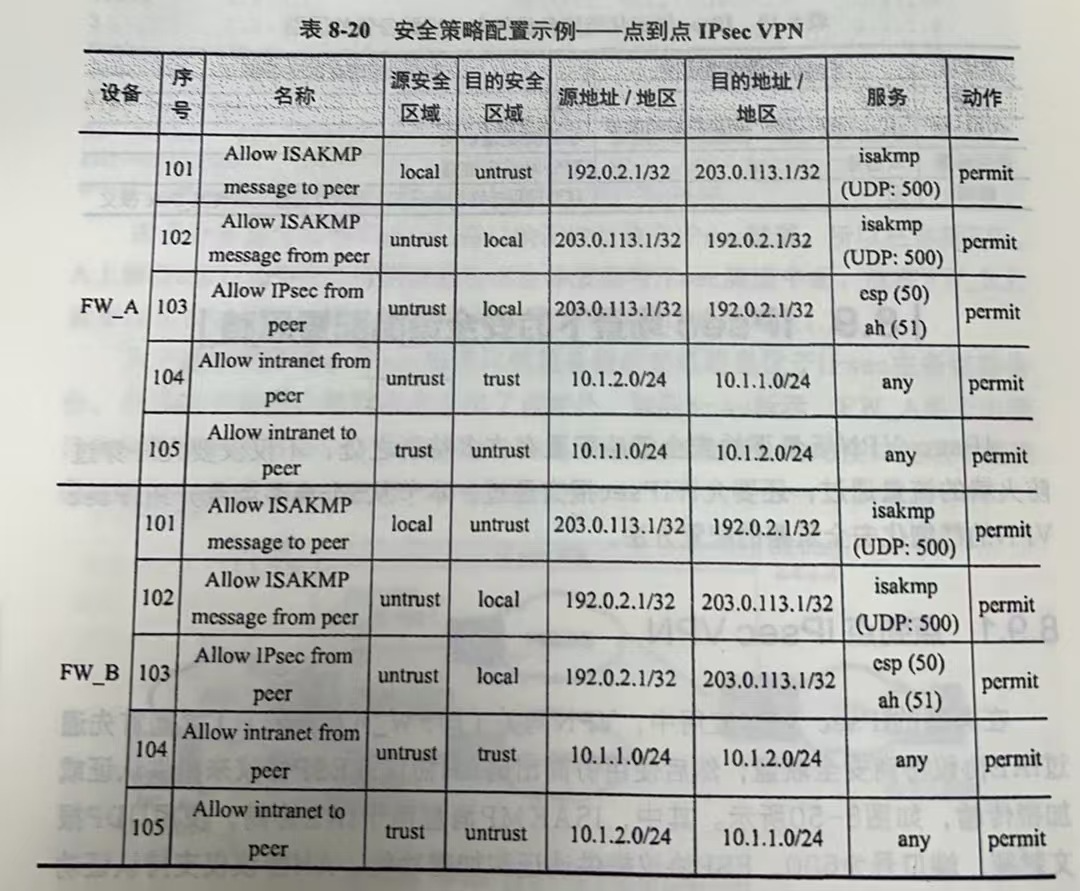 表 8-20 安全策略配置示例——点到点 IPsec VPN
设备 序号 名称 源安全区域 目的安全区域 源地址 / 地区 目的地址 / 地区 服务 动作
FW_A
101 Allow ISAKMP message to peer local untrust 192.0.2.1/32 203.0.113.1/32 isakmp (UDP: 500) permit
102 Allow ISAKMP message from peer untrust local 203.0.113.1/32 192.0.2.1/32 isakmp (UDP: 500) permit
103 Allow IPsec from peer untrust local 203.0.113.1/32 192.0.2.1/32 esp (50) ah (51) permit
104 Allow intranet from peer untrust trust 10.1.2.0/24 10.1.1.0/24 any permit
105 Allow intranet to peer trust untrust 10.1.1.0/24 10.1.2.0/24 any permit
FW_B
101 Allow ISAKMP message to peer local untrust 203.0.113.1/32 192.0.2.1/32 isakmp (UDP: 500) permit
102 Allow ISAKMP message from peer untrust local 192.0.2.1/32 203.0.113.1/32 isakmp (UDP: 500) permit
103 Allow IPsec from peer untrust local 192.0.2.1/32 203.0.113.1/32 esp (50) ah (51) permit
104 Allow intranet from peer untrust trust 10.1.1.0/24 10.1.2.0/24 any permit
105 Allow intranet to peer trust untrust 10.1.2.0/24 10.1.1.0/24 any permit